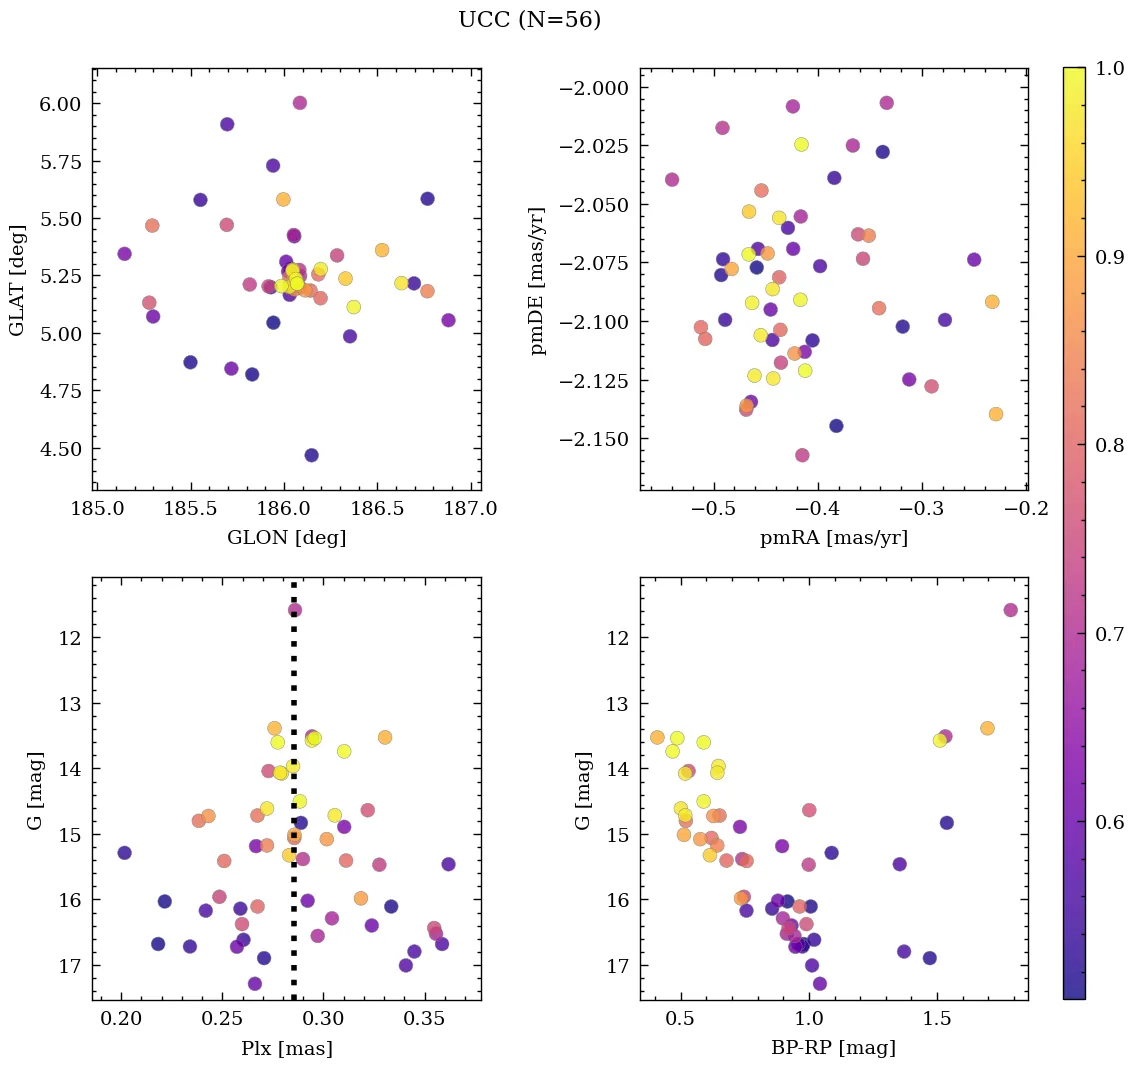 UCC (N=56)
6.00
5.75
5.50
5.25
5.00
4.75
4.50
GLAT [deg]
185.0 185.5 186.0 186.5 187.0
GLON [deg]
−2.000
−2.025
−2.050
−2.075
−2.100
−2.125
−2.150
pmDE [mas/yr]
−0.5 −0.4 −0.3 −0.2
pmRA [mas/yr]
12
13
14
15
16
17
G [mag]
0.20 0.25 0.30 0.35
Plx [mas]
12
13
14
15
16
17
G [mag]
0.5 1.0 1.5
BP-RP [mag]
1.0
0.9
0.8
0.7
0.6